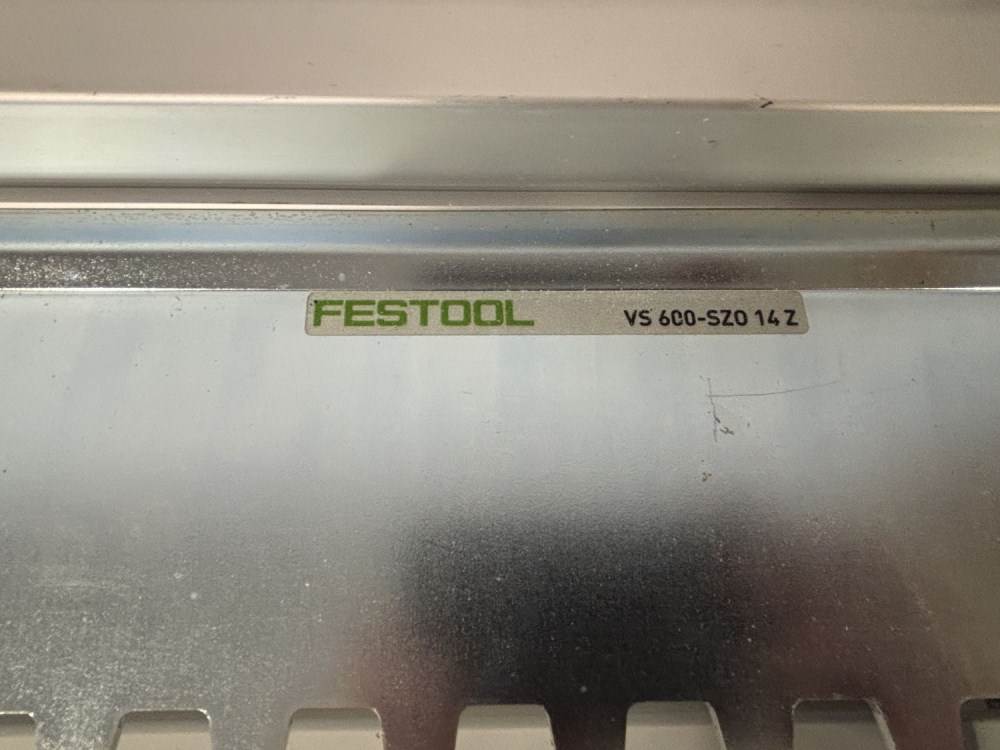 FESTOOL VS 600-SZO 14 Z